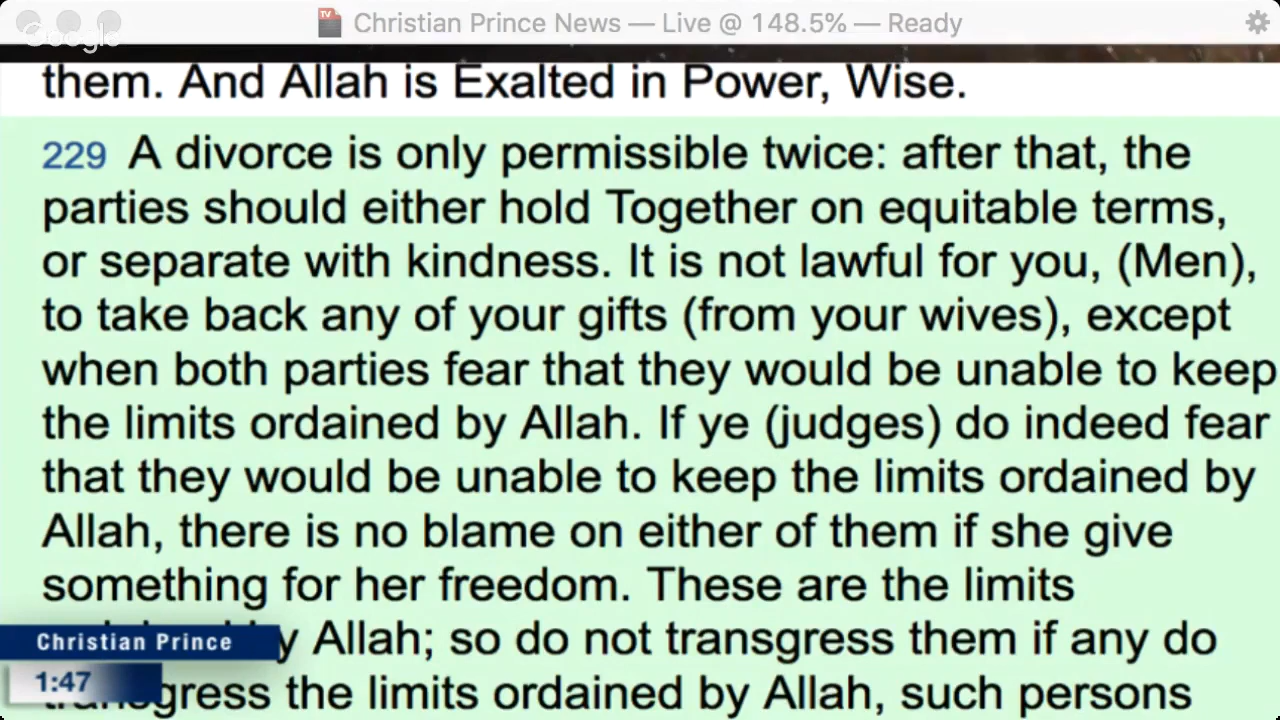 Christian Prince News — Live @ 148.5% — Ready
TV
Google
them. And Allah is Exalted in Power, Wise.
229 A divorce is only permissible twice: after that, the
parties should either hold Together on equitable terms,
or separate with kindness. It is not lawful for you, (Men),
to take back any of your gifts (from your wives), except
when both parties fear that they would be unable to keep
the limits ordained by Allah. If ye (judges) do indeed fear
that they would be unable to keep the limits ordained by
Allah, there is no blame on either of them if she give
something for her freedom. These are the limits
y Allah; so do not transgress them if any do
gress the limits ordained by Allah, such persons
Christian Prince
1:47